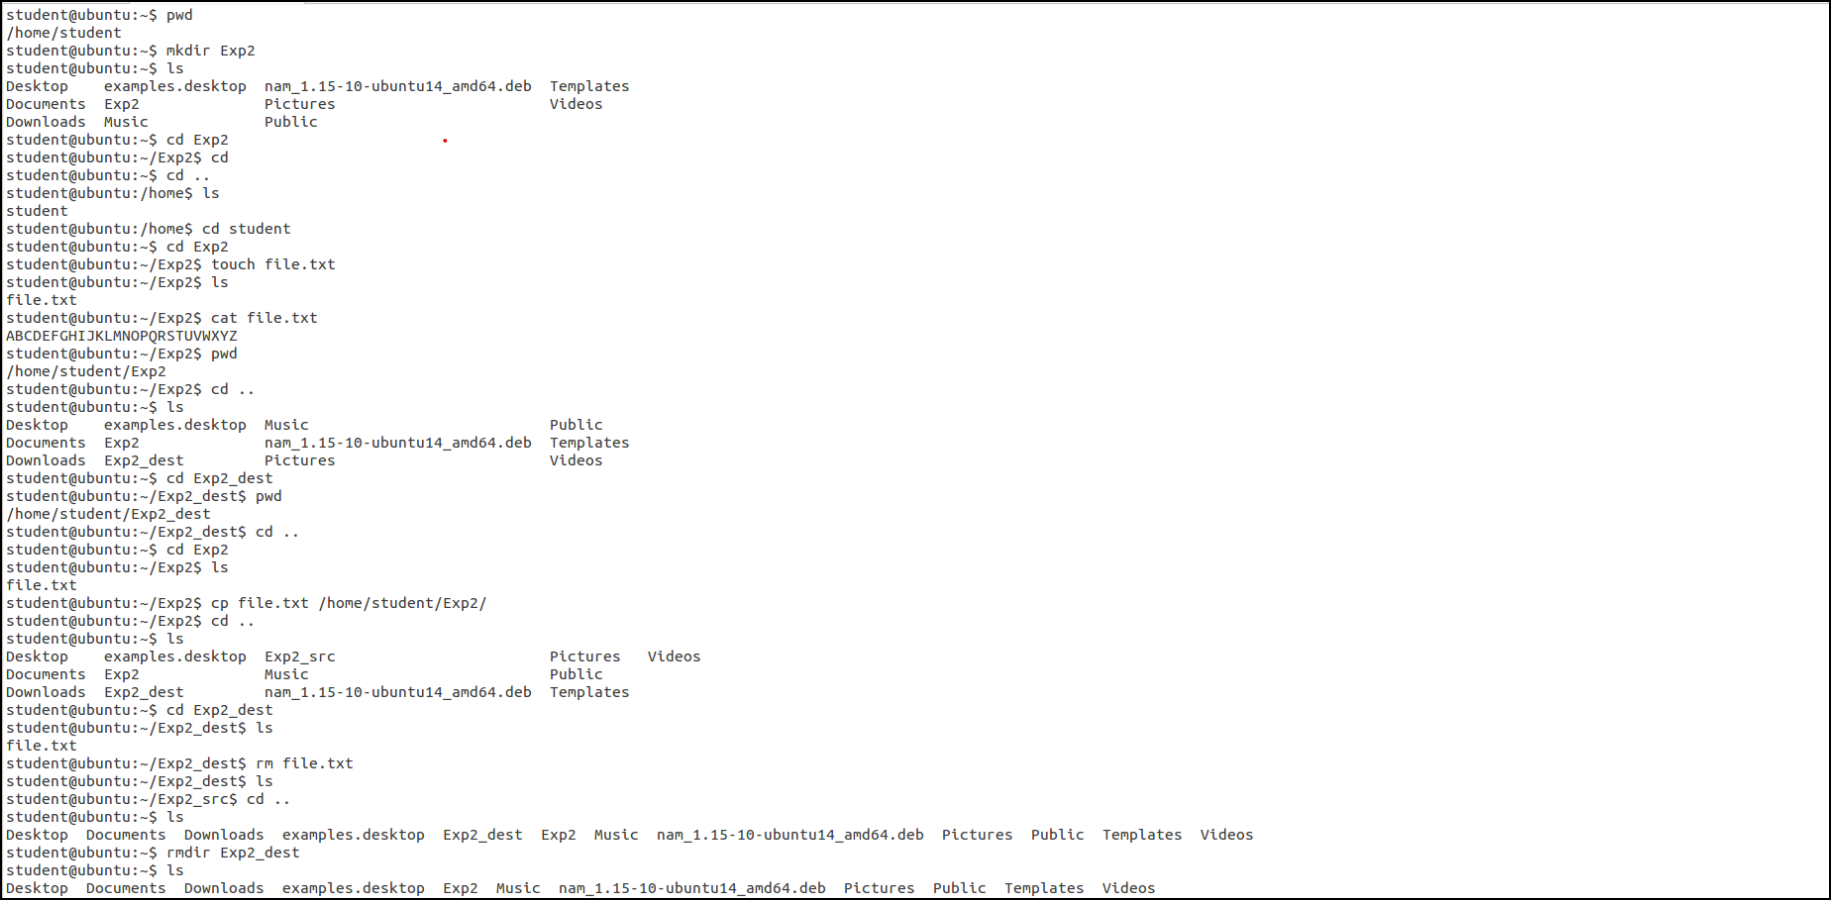 student@ubuntu:~$ pwd
/home/student
student@ubuntu:~$ mkdir Exp2
student@ubuntu:~$ ls
Desktop    examples.desktop  nam_1.15-10-ubuntu14_amd64.deb  Templates
Documents  Exp2              Pictures                        Videos
Downloads  Music             Public
student@ubuntu:~$ cd Exp2
student@ubuntu:~/Exp2$ cd
student@ubuntu:~$ cd ..
student@ubuntu:/home$ ls
student
student@ubuntu:/home$ cd student
student@ubuntu:~$ cd Exp2
student@ubuntu:~/Exp2$ touch file.txt
student@ubuntu:~/Exp2$ ls
file.txt
student@ubuntu:~/Exp2$ cat file.txt
ABCDEFGHIJKLMNOPQRSTUVWXYZ
student@ubuntu:~/Exp2$ pwd
/home/student/Exp2
student@ubuntu:~/Exp2$ cd ..
student@ubuntu:~$ ls
Desktop    examples.desktop  Music                           Public
Documents  Exp2              nam_1.15-10-ubuntu14_amd64.deb  Templates
Downloads  Exp2_dest         Pictures                        Videos
student@ubuntu:~$ cd Exp2_dest
student@ubuntu:~/Exp2_dest$ pwd
/home/student/Exp2_dest
student@ubuntu:~/Exp2_dest$ cd ..
student@ubuntu:~$ cd Exp2
student@ubuntu:~/Exp2$ ls
file.txt
student@ubuntu:~/Exp2$ cp file.txt /home/student/Exp2/
student@ubuntu:~/Exp2$ cd ..
student@ubuntu:~$ ls
Desktop    examples.desktop  Exp2_src                        Pictures   Videos
Documents  Exp2              Music                           Public
Downloads  Exp2_dest         nam_1.15-10-ubuntu14_amd64.deb  Templates
student@ubuntu:~$ cd Exp2_dest
student@ubuntu:~/Exp2_dest$ ls
file.txt
student@ubuntu:~/Exp2_dest$ rm file.txt
student@ubuntu:~/Exp2_dest$ ls
student@ubuntu:~/Exp2_src$ cd ..
student@ubuntu:~$ ls
Desktop  Documents  Downloads  examples.desktop  Exp2_dest  Exp2  Music  nam_1.15-10-ubuntu14_amd64.deb  Pictures  Public  Templates  Videos
student@ubuntu:~$ rmdir Exp2_dest
student@ubuntu:~$ ls
Desktop  Documents  Downloads  examples.desktop  Exp2  Music  nam_1.15-10-ubuntu14_amd64.deb  Pictures  Public  Templates  Videos